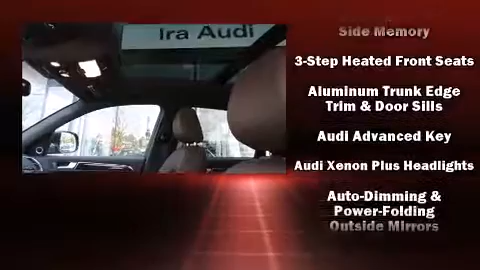 Ira Audi
Side Memory
3-Step Heated Front Seats
Aluminum Trunk Edge
Trim & Door Sills
Audi Advanced Key
Audi Xenon Plus Headlights
Auto-Dimming &
Power-Folding
Outside Mirrors